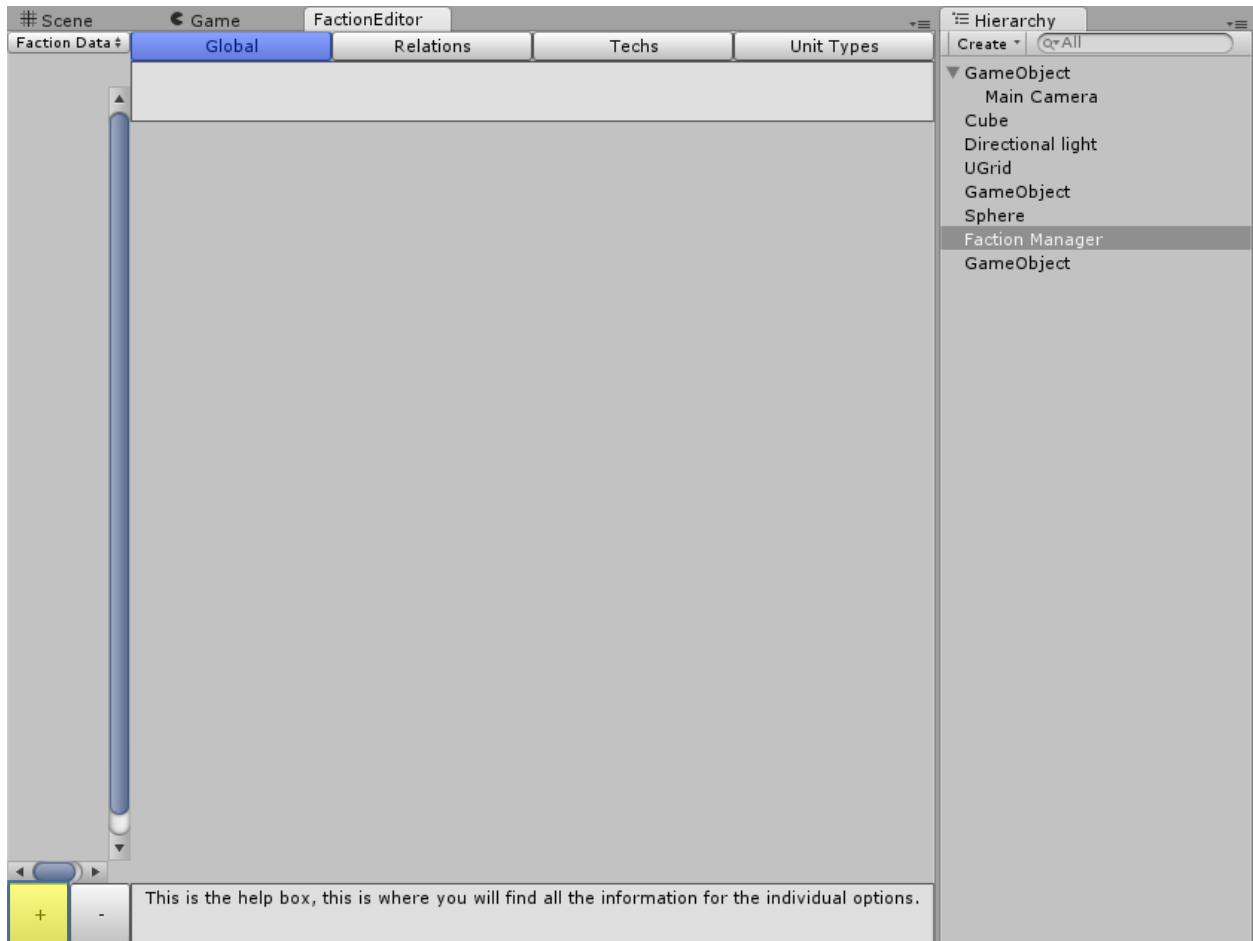 Scene Game FactionEditor
Faction Data Global Relations Techs Unit Types
This is the help box, this is where you will find all the information for the individual options.
+ -
Hierarchy
Create All
GameObject
Main Camera
Cube
Directional light
UGrid
GameObject
Sphere
Faction Manager
GameObject